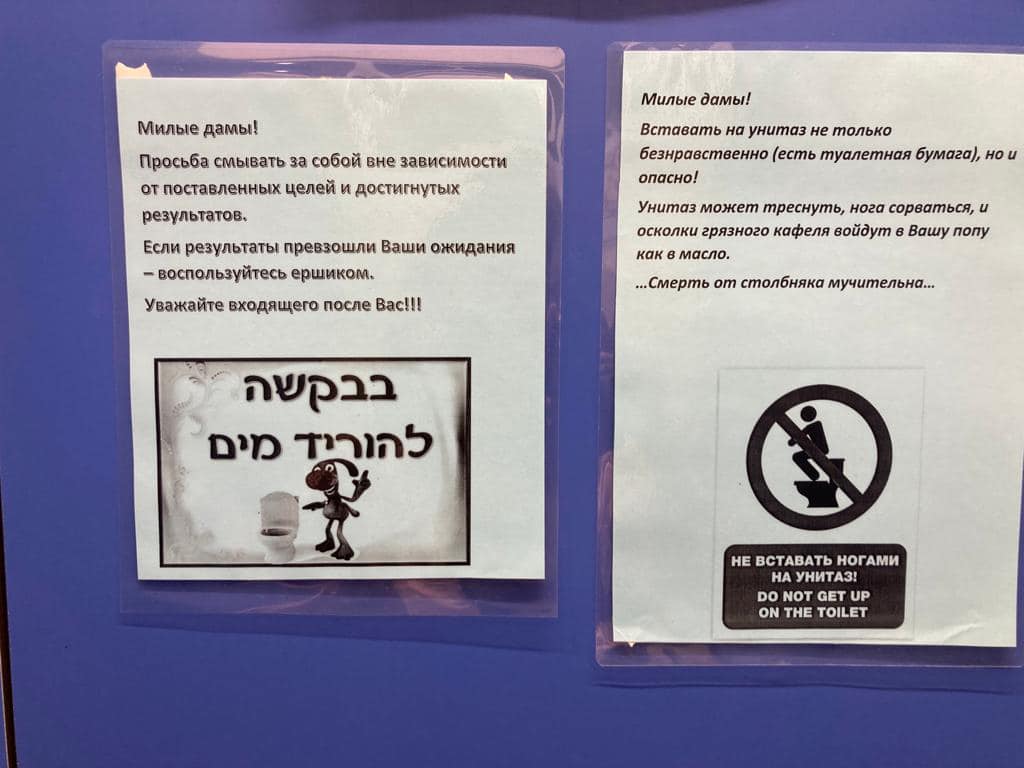 Милые дамы!
Просьба смывать за собой вне зависимости
от поставленных целей и достигнутых
результатов.
Если результаты превзошли Ваши ожидания
– воспользуйтесь ершиком.
Уважайте входящего после Вас!!!
בבקשה
להוריד מים
Милые дамы!
Вставать на унитаз не только
безнравственно (есть туалетная бумага), но и
опасно!
Унитаз может треснуть, нога сорваться, и
осколки грязного кафеля войдут в Вашу попу
как в масло.
...Смерть от столбняка мучительна...
НЕ ВСТАВАТЬ НОГАМИ
НА УНИТАЗ!
DO NOT GET UP
ON THE TOILET